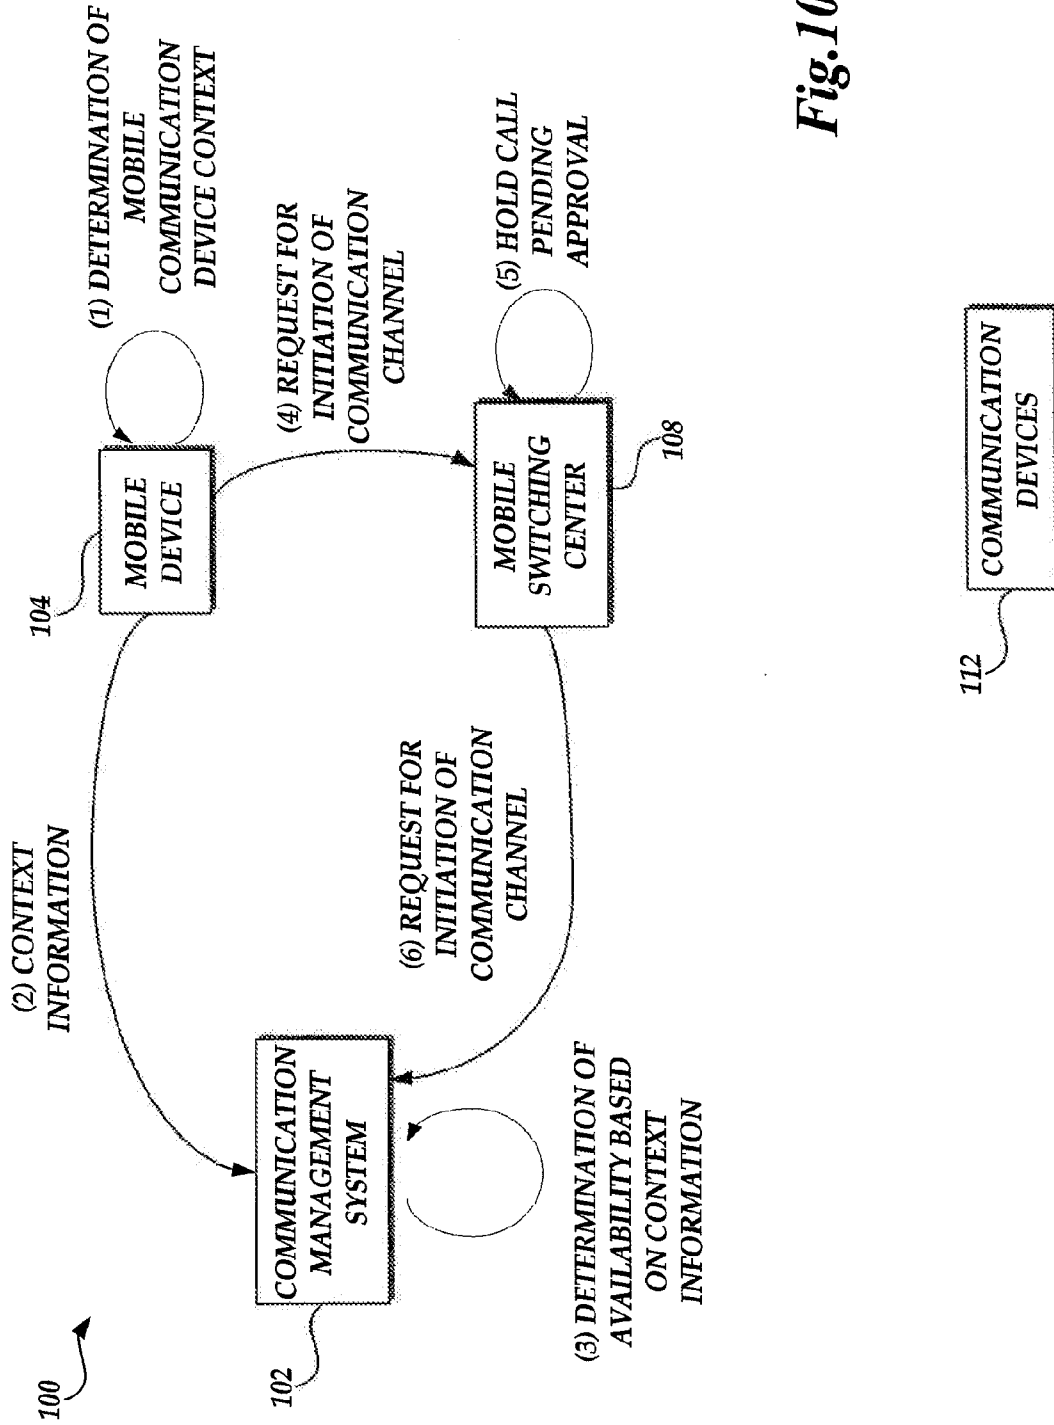 100
(2) CONTEXT
INFORMATION
104
MOBILE
DEVICE
(1) DETERMINATION OF
MOBILE
COMMUNICATION
DEVICE CONTEXT
(4) REQUEST FOR
INITIATION OF
COMMUNICATION
CHANNEL
102
COMMUNICATION
MANAGEMENT
SYSTEM
(6) REQUEST FOR
INITIATION OF
COMMUNICATION
CHANNEL
MOBILE
SWITCHING
CENTER
108
(5) HOLD CALL
PENDING
APPROVAL
(3) DETERMINATION OF
AVAILABILITY BASED
ON CONTEXT
INFORMATION
112
COMMUNICATION
DEVICES